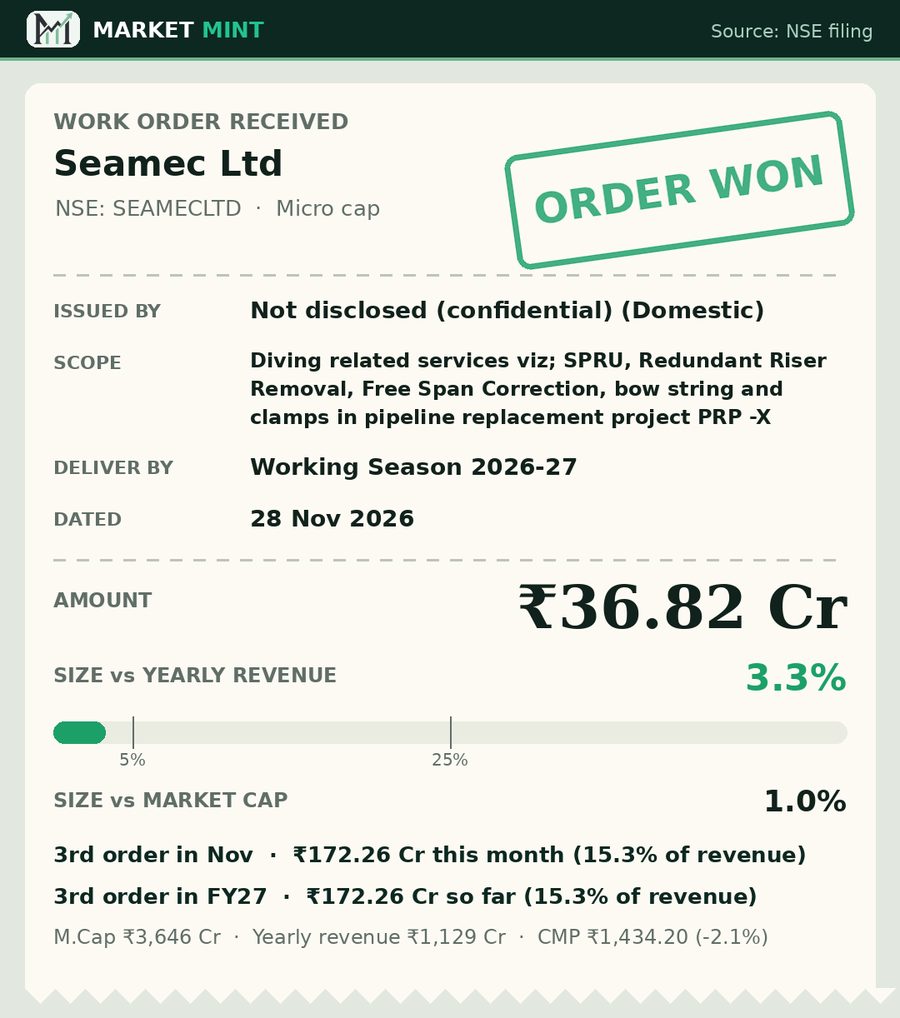 MARKET MINT
Source: NSE filing
WORK ORDER RECEIVED
Seamec Ltd
NSE: SEAMECLTD · Micro cap
ORDER WON
ISSUED BY
Not disclosed (confidential) (Domestic)
SCOPE
Diving related services viz; SPRU, Redundant Riser
Removal, Free Span Correction, bow string and
clamps in pipeline replacement project PRP -X
DELIVER BY
Working Season 2026-27
DATED
28 Nov 2026
AMOUNT
₹36.82 Cr
SIZE vs YEARLY REVENUE
3.3%
5%
25%
SIZE vs MARKET CAP
1.0%
3rd order in Nov · ₹172.26 Cr this month (15.3% of revenue)
3rd order in FY27 · ₹172.26 Cr so far (15.3% of revenue)
M.Cap ₹3,646 Cr · Yearly revenue ₹1,129 Cr · CMP ₹1,434.20 (-2.1%)